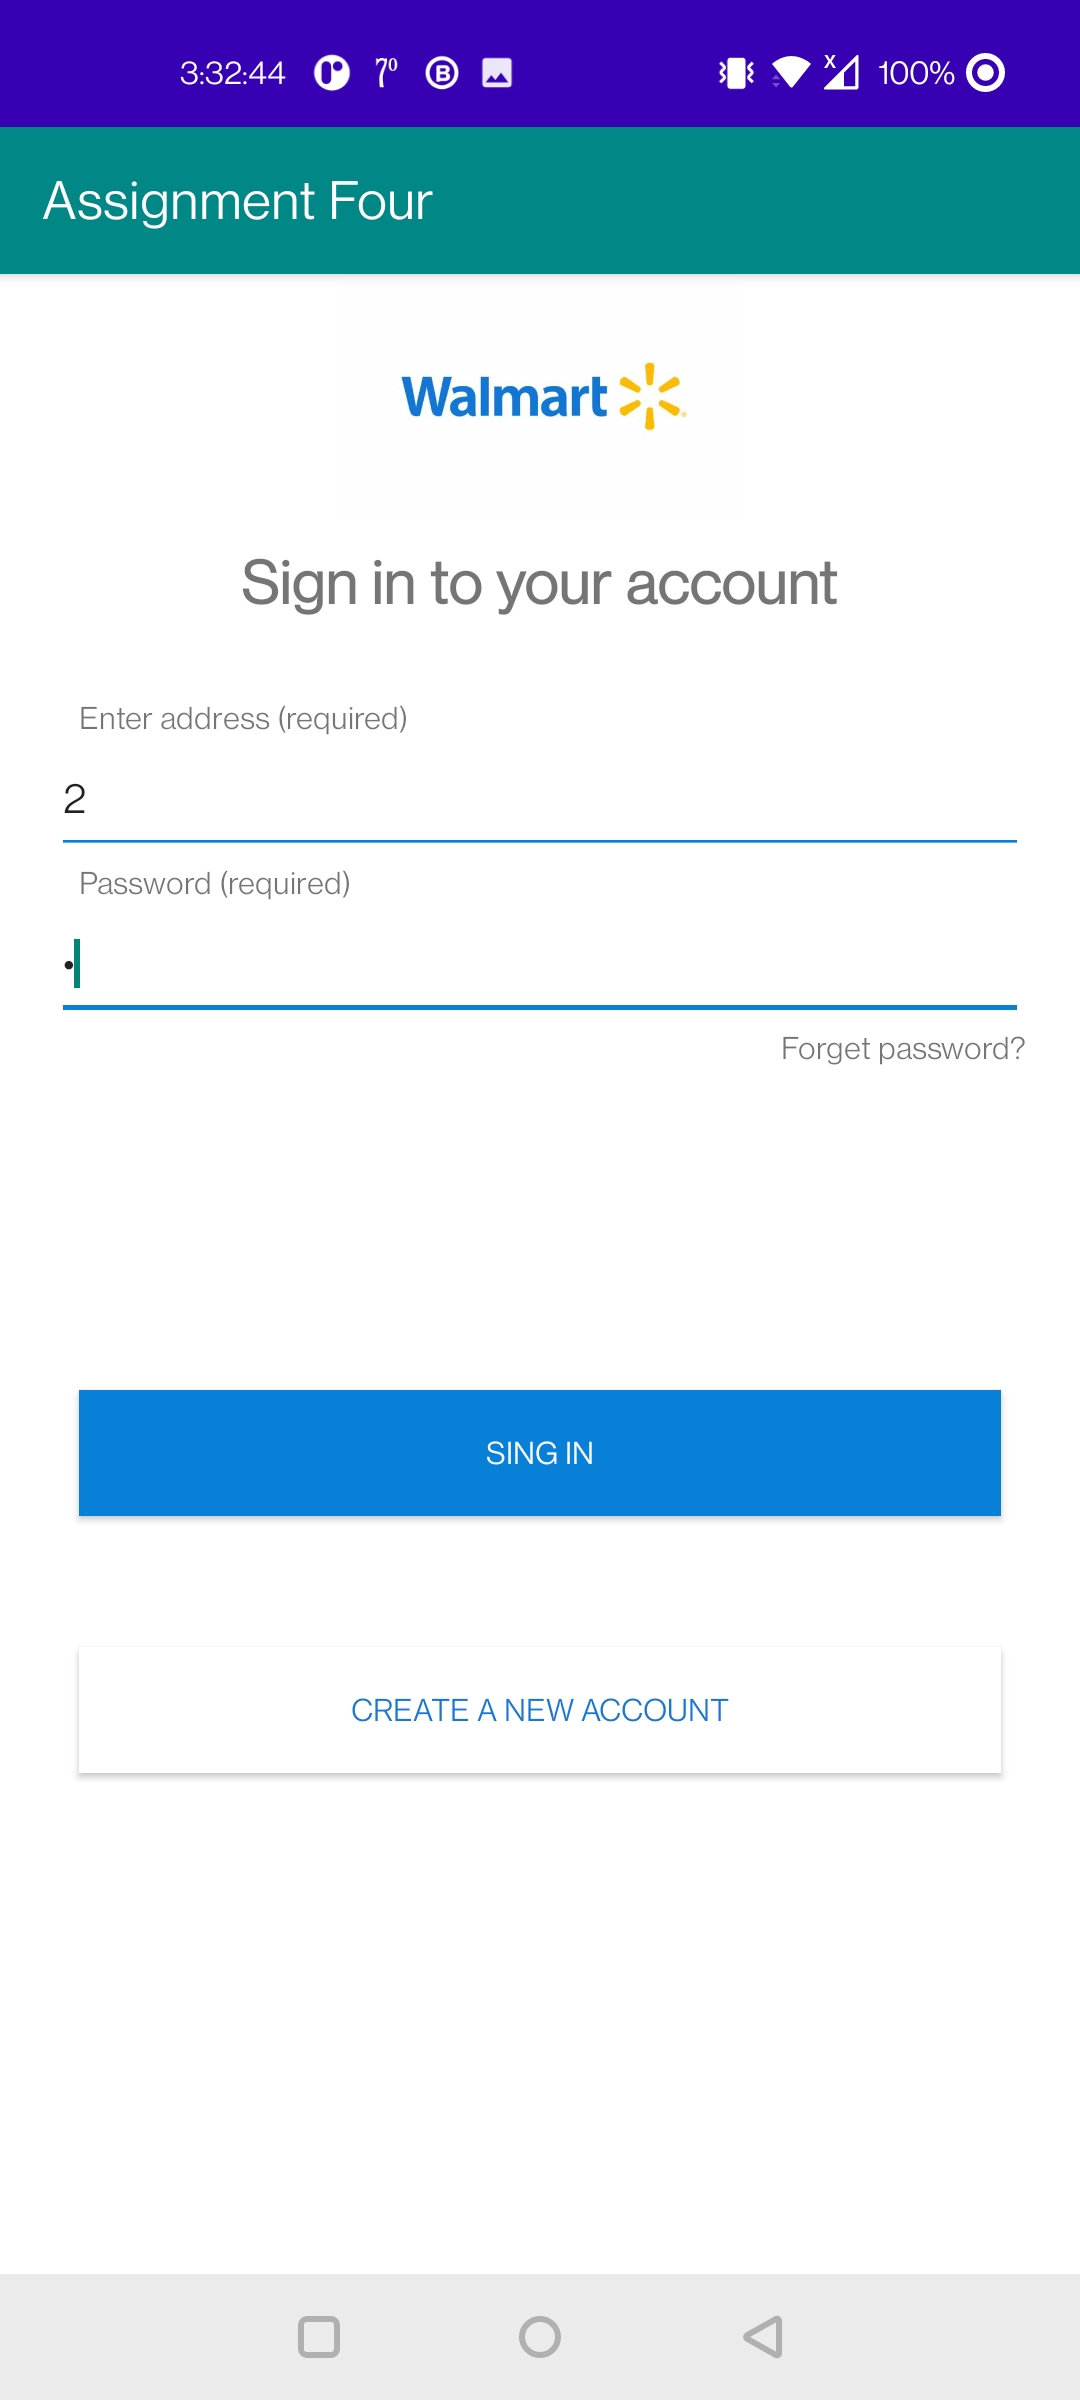 3:32:44 7⁰ B x 100%
Assignment Four
Walmart
Sign in to your account
Enter address (required)
2
Password (required)
•
Forget password?
SING IN
CREATE A NEW ACCOUNT